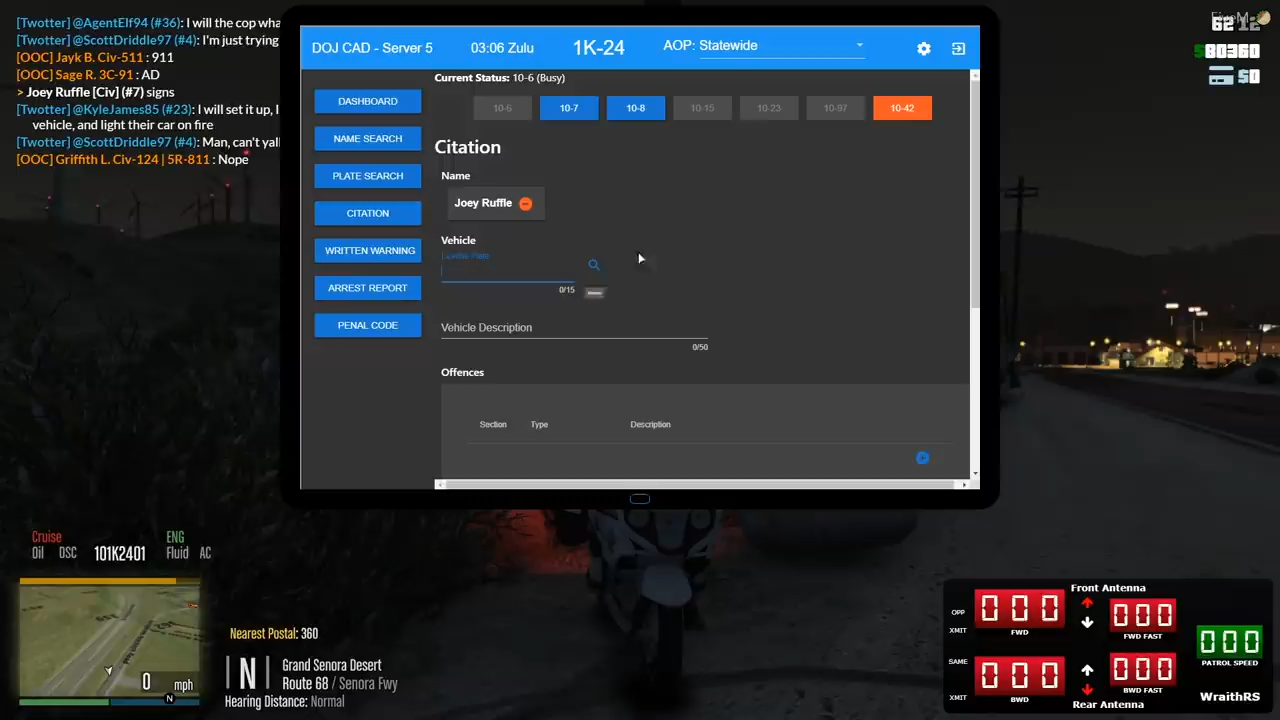 [Twotter] @AgentElf94 (#36): I will the cop wha
[Twotter] @ScottDriddle97 (#4): I'm just trying
[OOC] Jayk B. Civ-511 : 911
[OOC] Sage R. 3C-91 : AD
> Joey Ruffle [Civ] (#7) signs
[Twotter] @KyleJames85 (#23): I will set it up, I
vehicle, and light their car on fire
[Twotter] @ScottDriddle97 (#4): Man, can't yall
[OOC] Griffith L. Civ-124 | 5R-811 : Nope
DOJ CAD - Server 5
03:06 Zulu
1K-24
AOP: Statewide
Current Status: 10-6 (Busy)
10-6
10-7
10-8
10-15
10-23
10-97
10-42
DASHBOARD
NAME SEARCH
PLATE SEARCH
CITATION
WRITTEN WARNING
ARREST REPORT
PENAL CODE
Citation
Name
Joey Ruffle
Vehicle
0/15
Vehicle Description
0/50
Offences
Section Type Description
$80360
$0
Cruise
ENG
Oil DSC 101K2401 Fluid AC
0 mph
N
Nearest Postal: 360
| N |
Grand Senora Desert
Route 68 / Senora Fwy
Hearing Distance: Normal
Front Antenna
OPP
XMIT
000
FWD
000
FWD FAST
000
PATROL SPEED
SAME
XMIT
000
BWD
000
BWD FAST
WraithRS
Rear Antenna